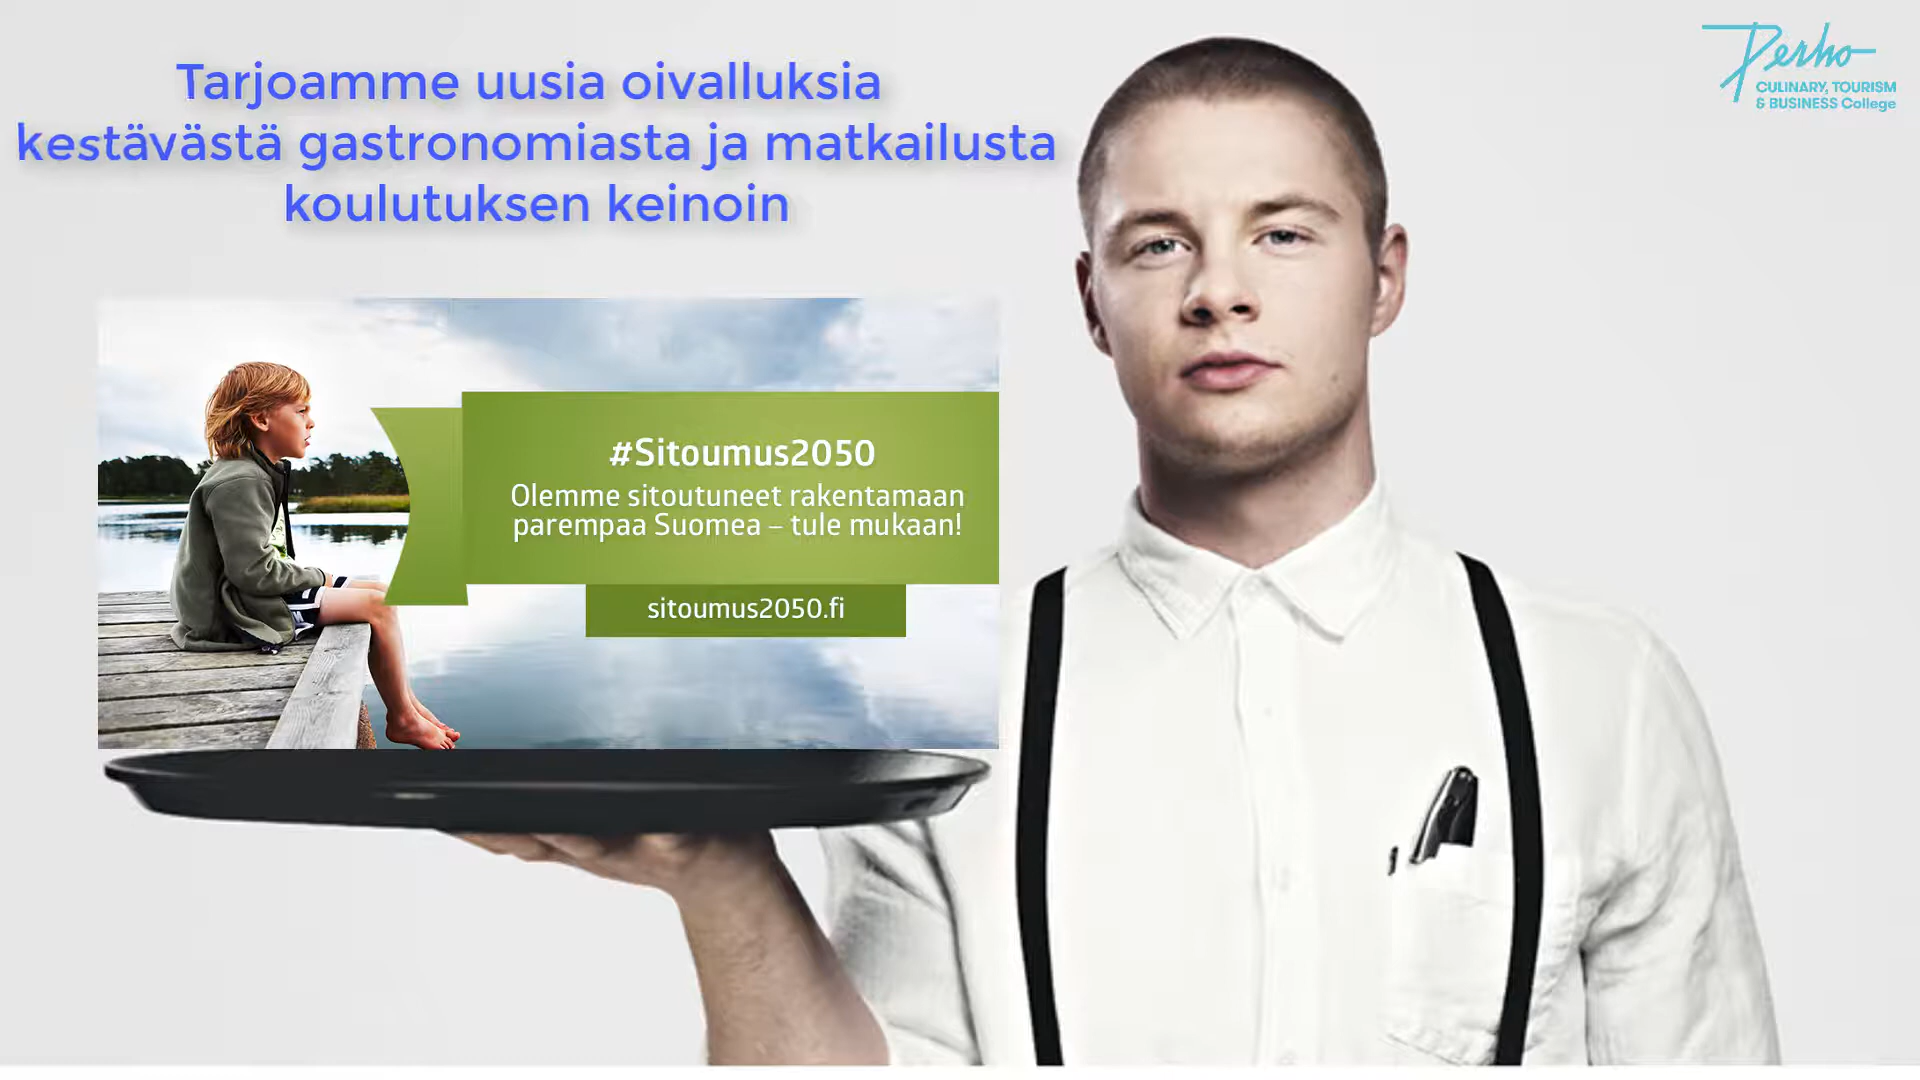 Tarjoamme uusia oivalluksia
kestävästä gastronomiasta ja matkailusta
koulutuksen keinoin
Perho
CULINARY, TOURISM
& BUSINESS College
#Sitoumus2050
Olemme sitoutuneet rakentamaan
parempaa Suomea – tule mukaan!
sitoumus2050.fi